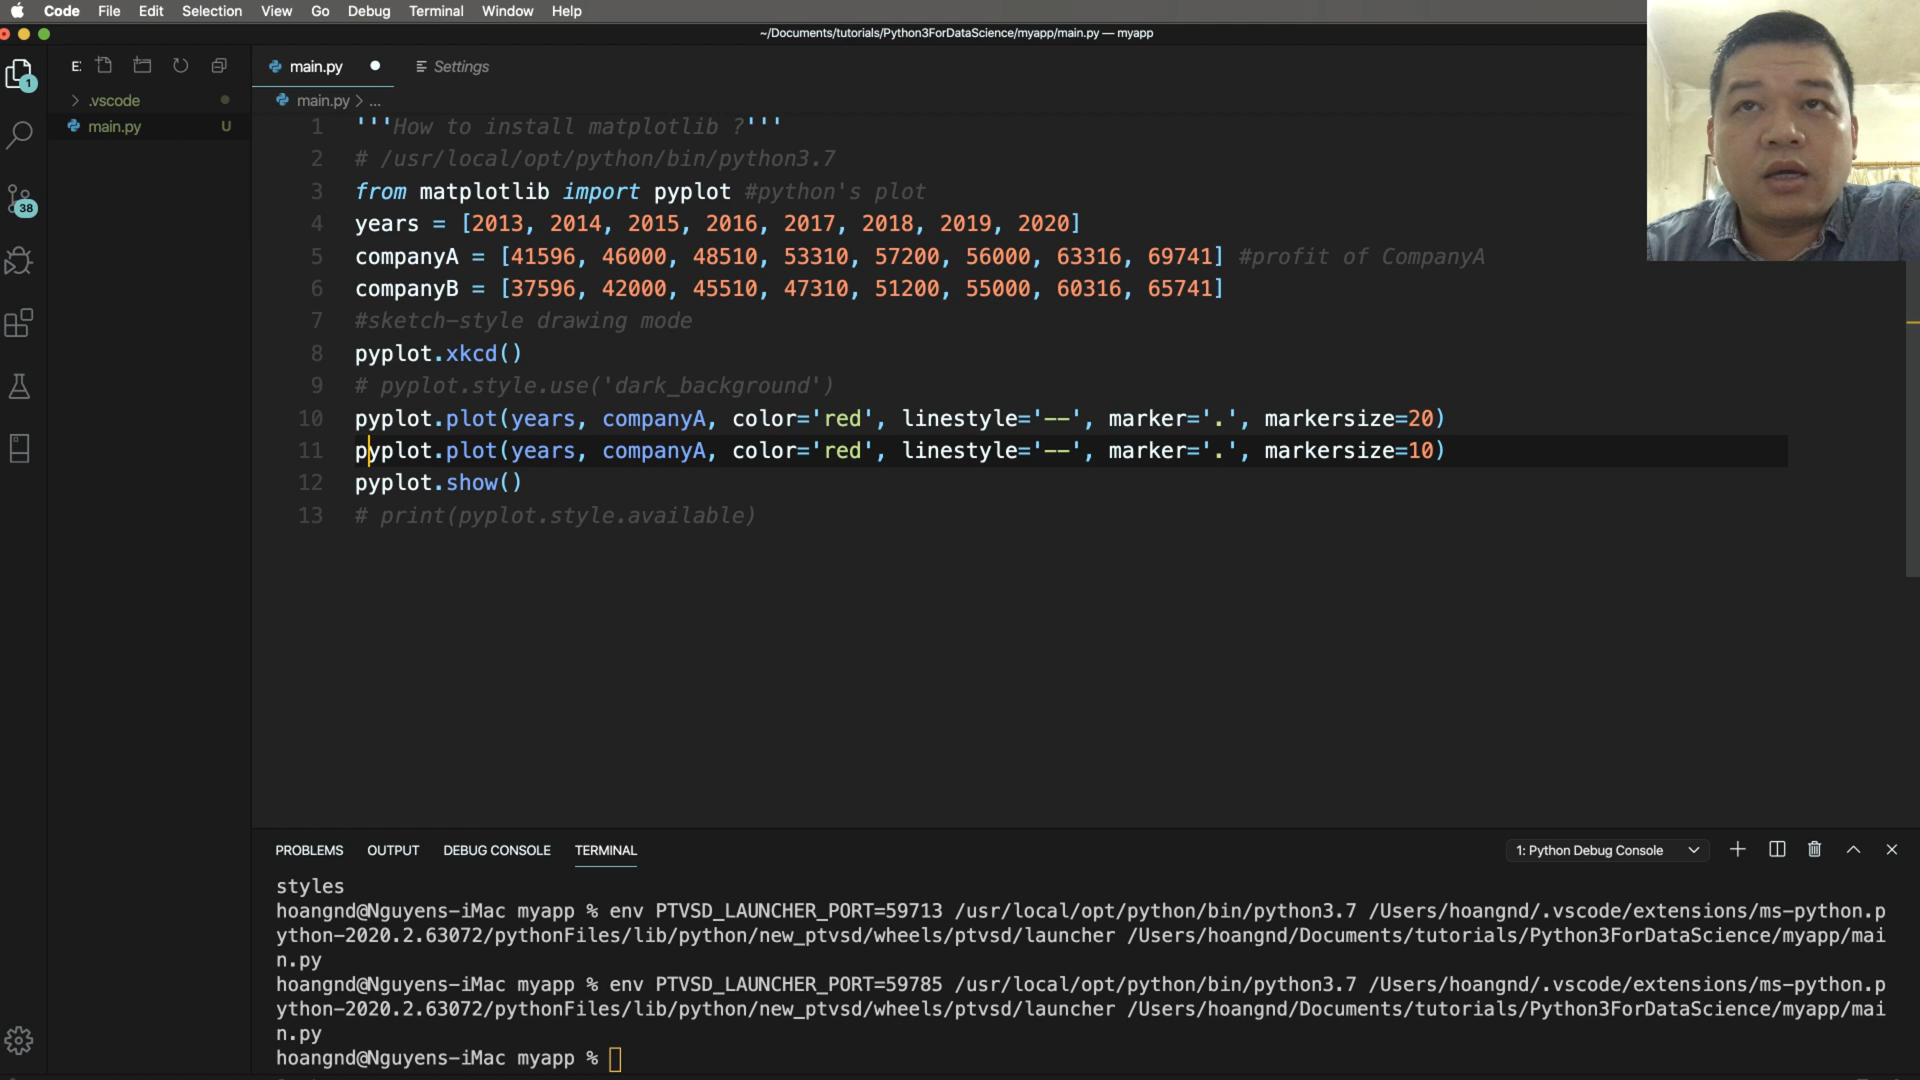 Code File Edit Selection View Go Debug Terminal Window Help
~/Documents/tutorials/Python3ForDataScience/myapp/main.py — myapp
E: main.py Settings
.vscode
main.py > ...
main.py U
1 '''How to install matplotlib ?'''
2 # /usr/local/opt/python/bin/python3.7
3 from matplotlib import pyplot #python's plot
4 years = [2013, 2014, 2015, 2016, 2017, 2018, 2019, 2020]
5 companyA = [41596, 46000, 48510, 53310, 57200, 56000, 63316, 69741] #profit of CompanyA
6 companyB = [37596, 42000, 45510, 47310, 51200, 55000, 60316, 65741]
7 #sketch-style drawing mode
8 pyplot.xkcd()
9 # pyplot.style.use('dark_background')
10 pyplot.plot(years, companyA, color='red', linestyle='--', marker='.', markersize=20)
11 pyplot.plot(years, companyA, color='red', linestyle='--', marker='.', markersize=10)
12 pyplot.show()
13 # print(pyplot.style.available)
1
38
PROBLEMS OUTPUT DEBUG CONSOLE TERMINAL 1: Python Debug Console
styles
hoangnd@Nguyens-iMac myapp % env PTVSD_LAUNCHER_PORT=59713 /usr/local/opt/python/bin/python3.7 /Users/hoangnd/.vscode/extensions/ms-python.p
ython-2020.2.63072/pythonFiles/lib/python/new_ptvsd/wheels/ptvsd/launcher /Users/hoangnd/Documents/tutorials/Python3ForDataScience/myapp/mai
n.py
hoangnd@Nguyens-iMac myapp % env PTVSD_LAUNCHER_PORT=59785 /usr/local/opt/python/bin/python3.7 /Users/hoangnd/.vscode/extensions/ms-python.p
ython-2020.2.63072/pythonFiles/lib/python/new_ptvsd/wheels/ptvsd/launcher /Users/hoangnd/Documents/tutorials/Python3ForDataScience/myapp/mai
n.py
hoangnd@Nguyens-iMac myapp %